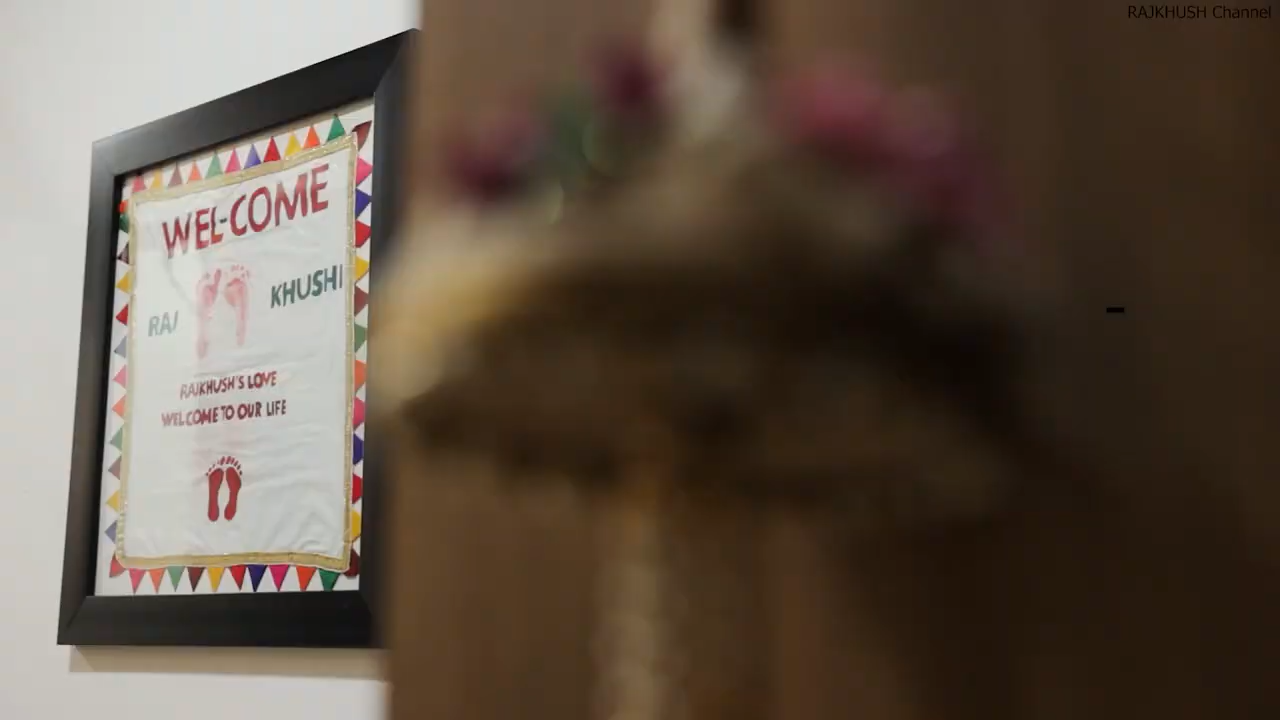 RAJKHUSH Channel
WEL-COME
RAJ
KHUSHI
RAJKHUSH'S LOVE
WELCOME TO OUR LIFE